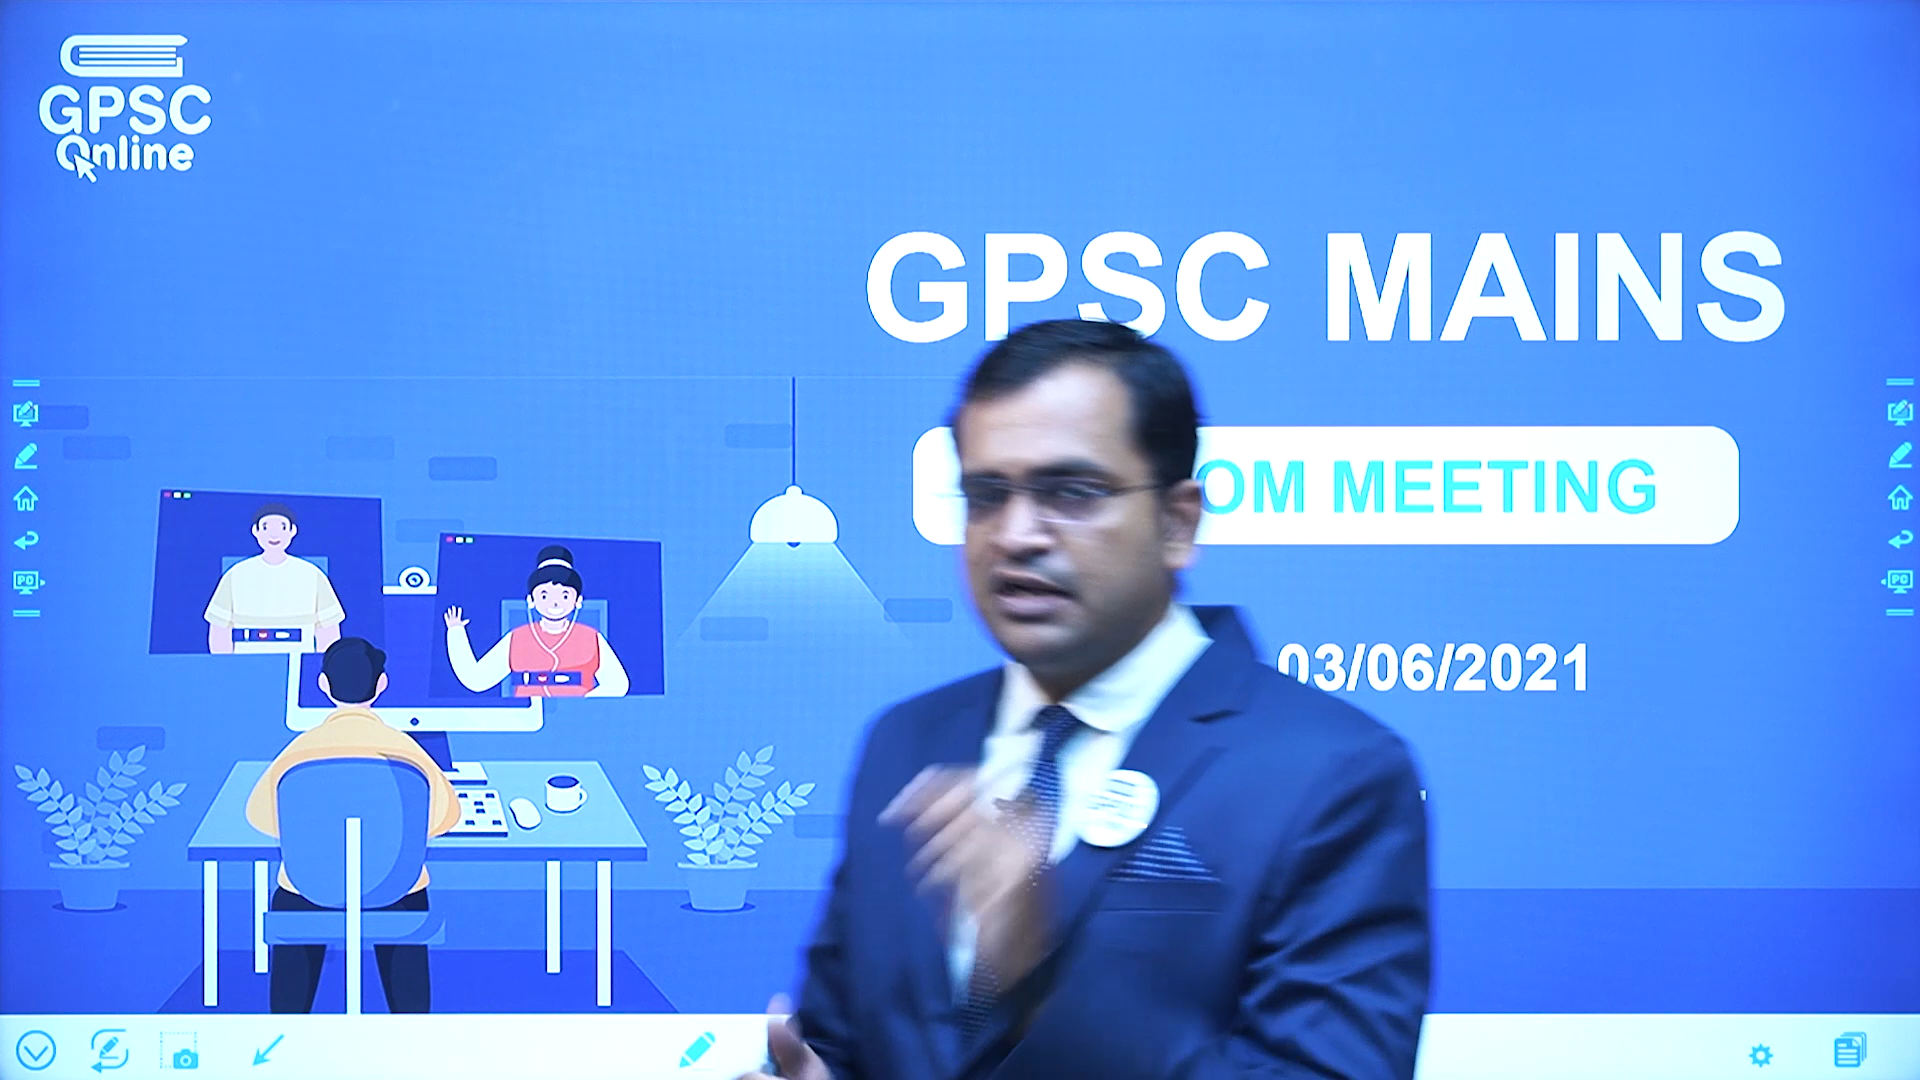 GPSC
Online
GPSC MAINS
OM MEETING
03/06/2021